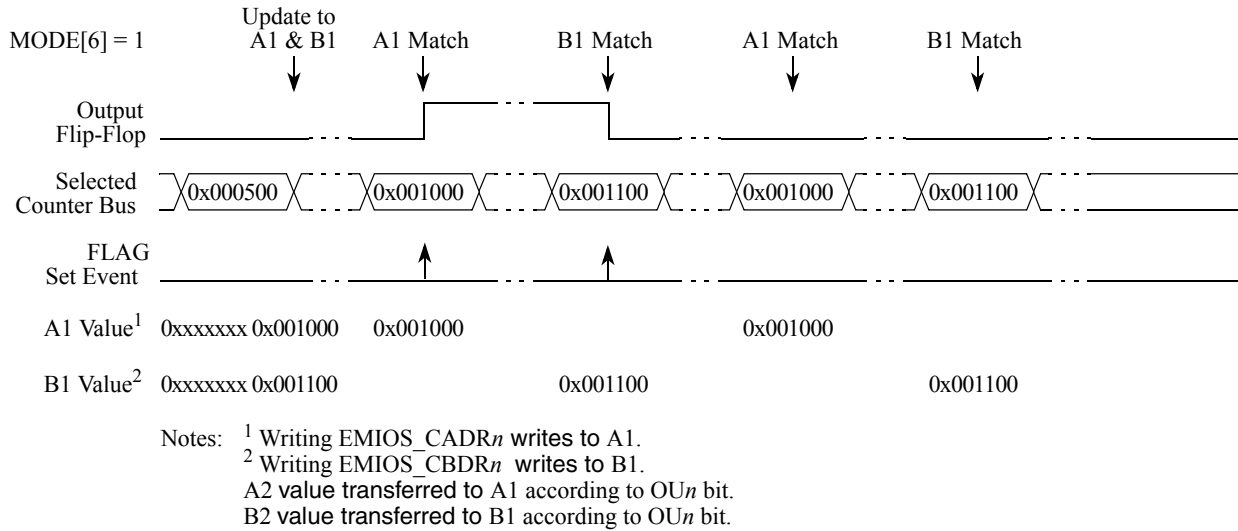 Update to
MODE[6] = 1 A1 & B1 A1 Match B1 Match A1 Match B1 Match
Output
Flip-Flop
Selected
Counter Bus 0x000500 0x001000 0x001100 0x001000 0x001100
FLAG
Set Event
A1 Value1 0xxxxxxx 0x001000 0x001000 0x001000
B1 Value2 0xxxxxxx 0x001100 0x001100 0x001100
Notes: 1 Writing EMIOS_CADRn writes to A1.
2 Writing EMIOS_CBDRn writes to B1.
A2 value transferred to A1 according to OUn bit.
B2 value transferred to B1 according to OUn bit.